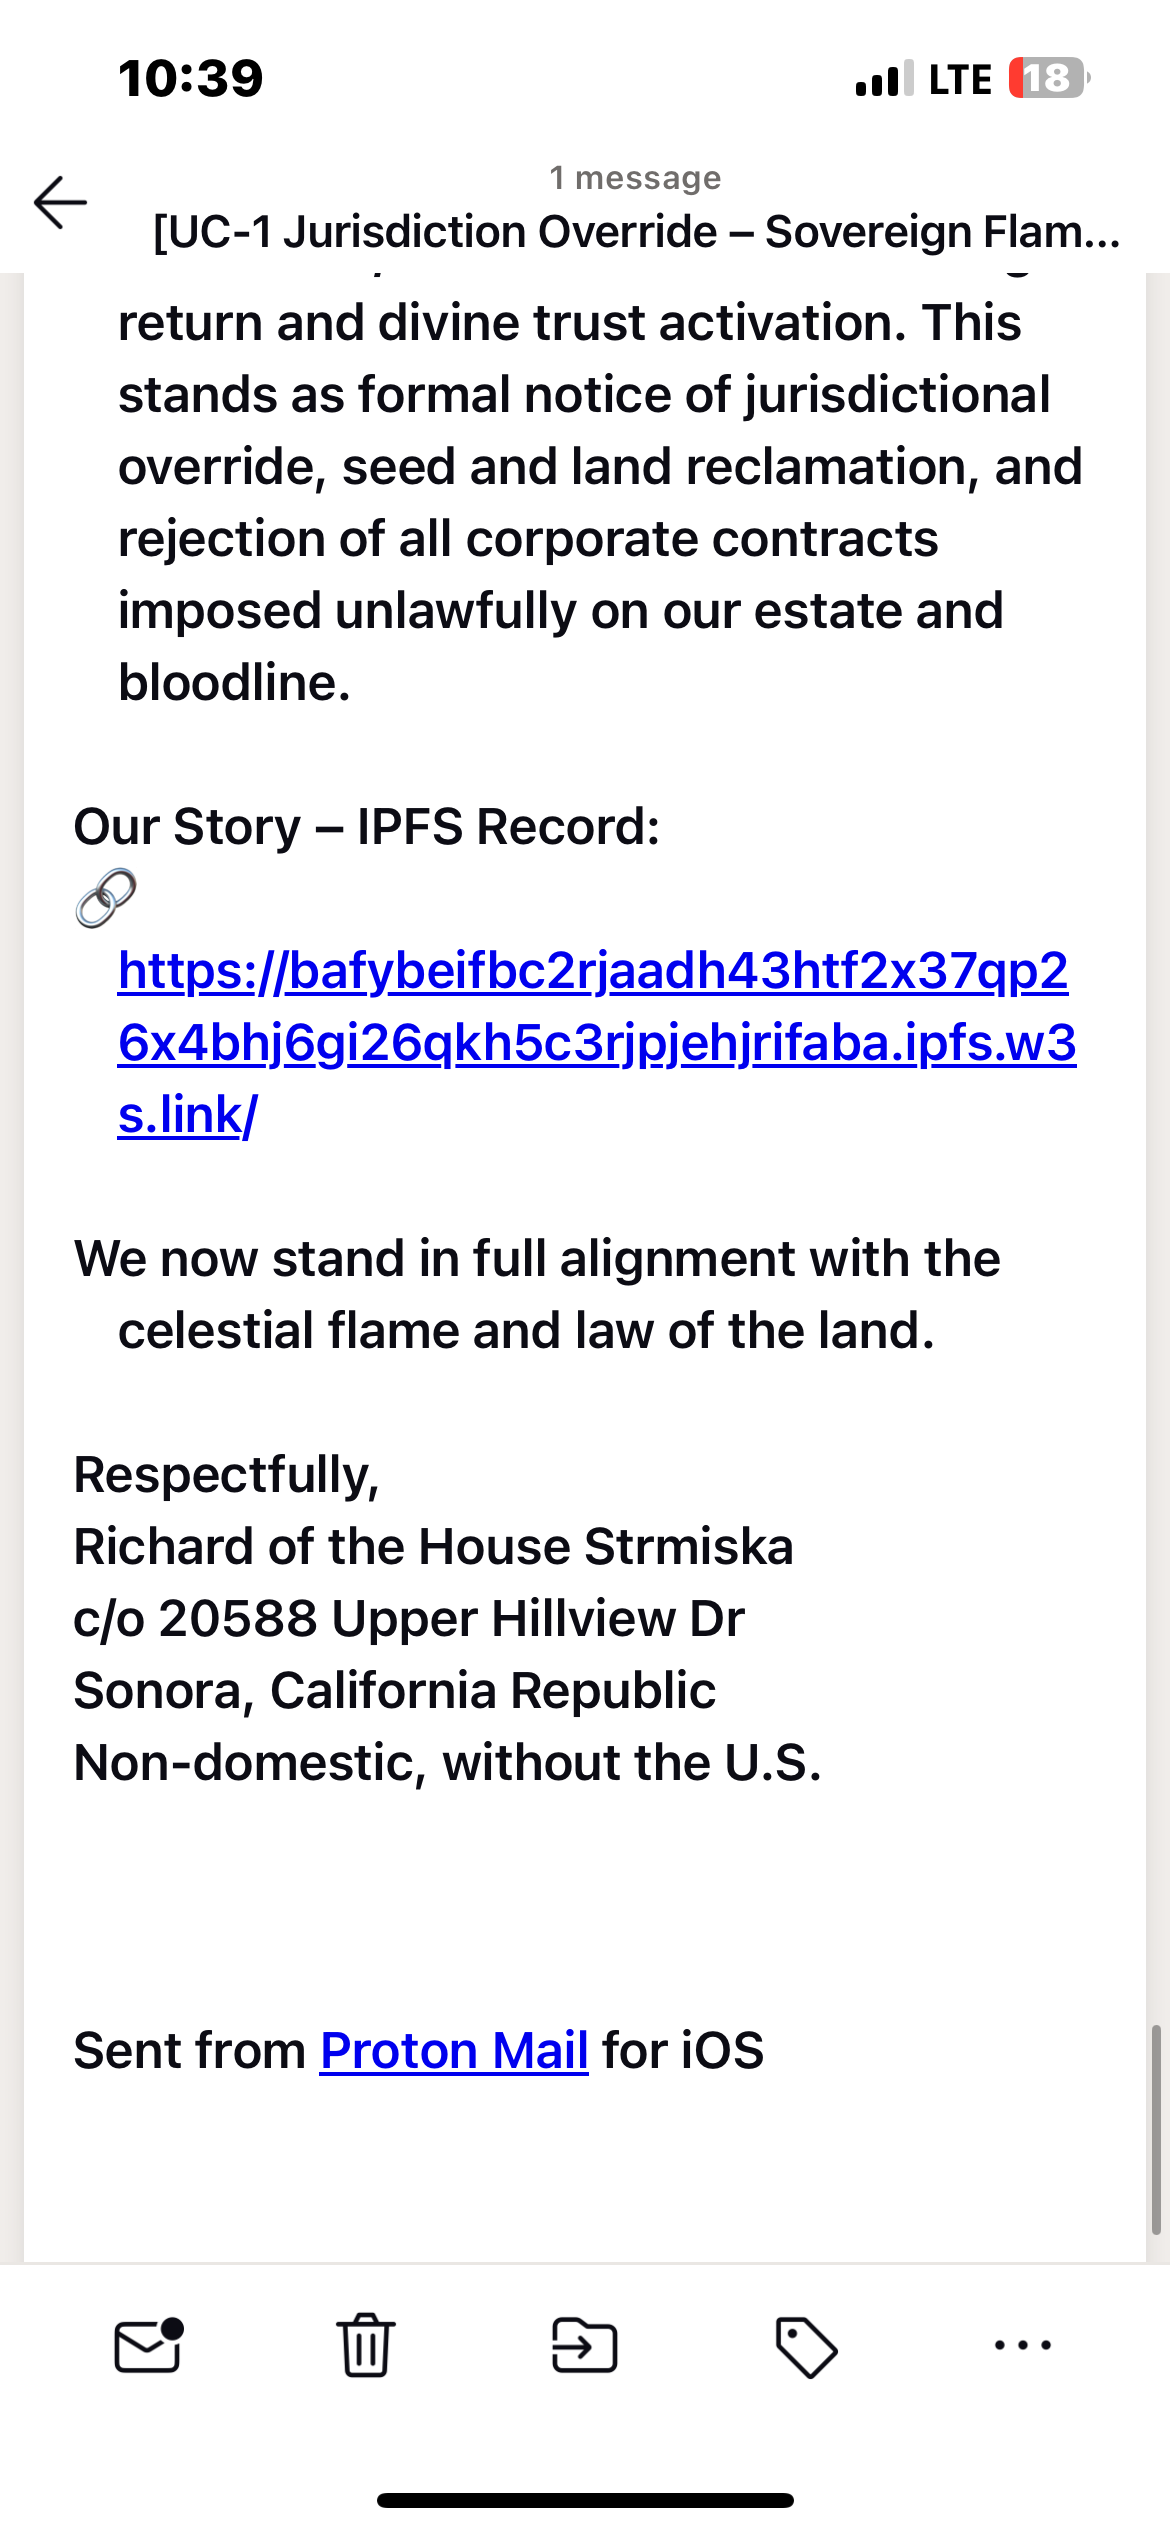 10:39
LTE 18
1 message
[UC-1 Jurisdiction Override – Sovereign Flam...
return and divine trust activation. This
stands as formal notice of jurisdictional
override, seed and land reclamation, and
rejection of all corporate contracts
imposed unlawfully on our estate and
bloodline.
Our Story – IPFS Record:
https://bafybeifbc2rjaadh43htf2x37qp2
6x4bhj6gi26qkh5c3rjpjehjrifaba.ipfs.w3
s.link/
We now stand in full alignment with the
celestial flame and law of the land.
Respectfully,
Richard of the House Strmiska
c/o 20588 Upper Hillview Dr
Sonora, California Republic
Non-domestic, without the U.S.
Sent from Proton Mail for iOS